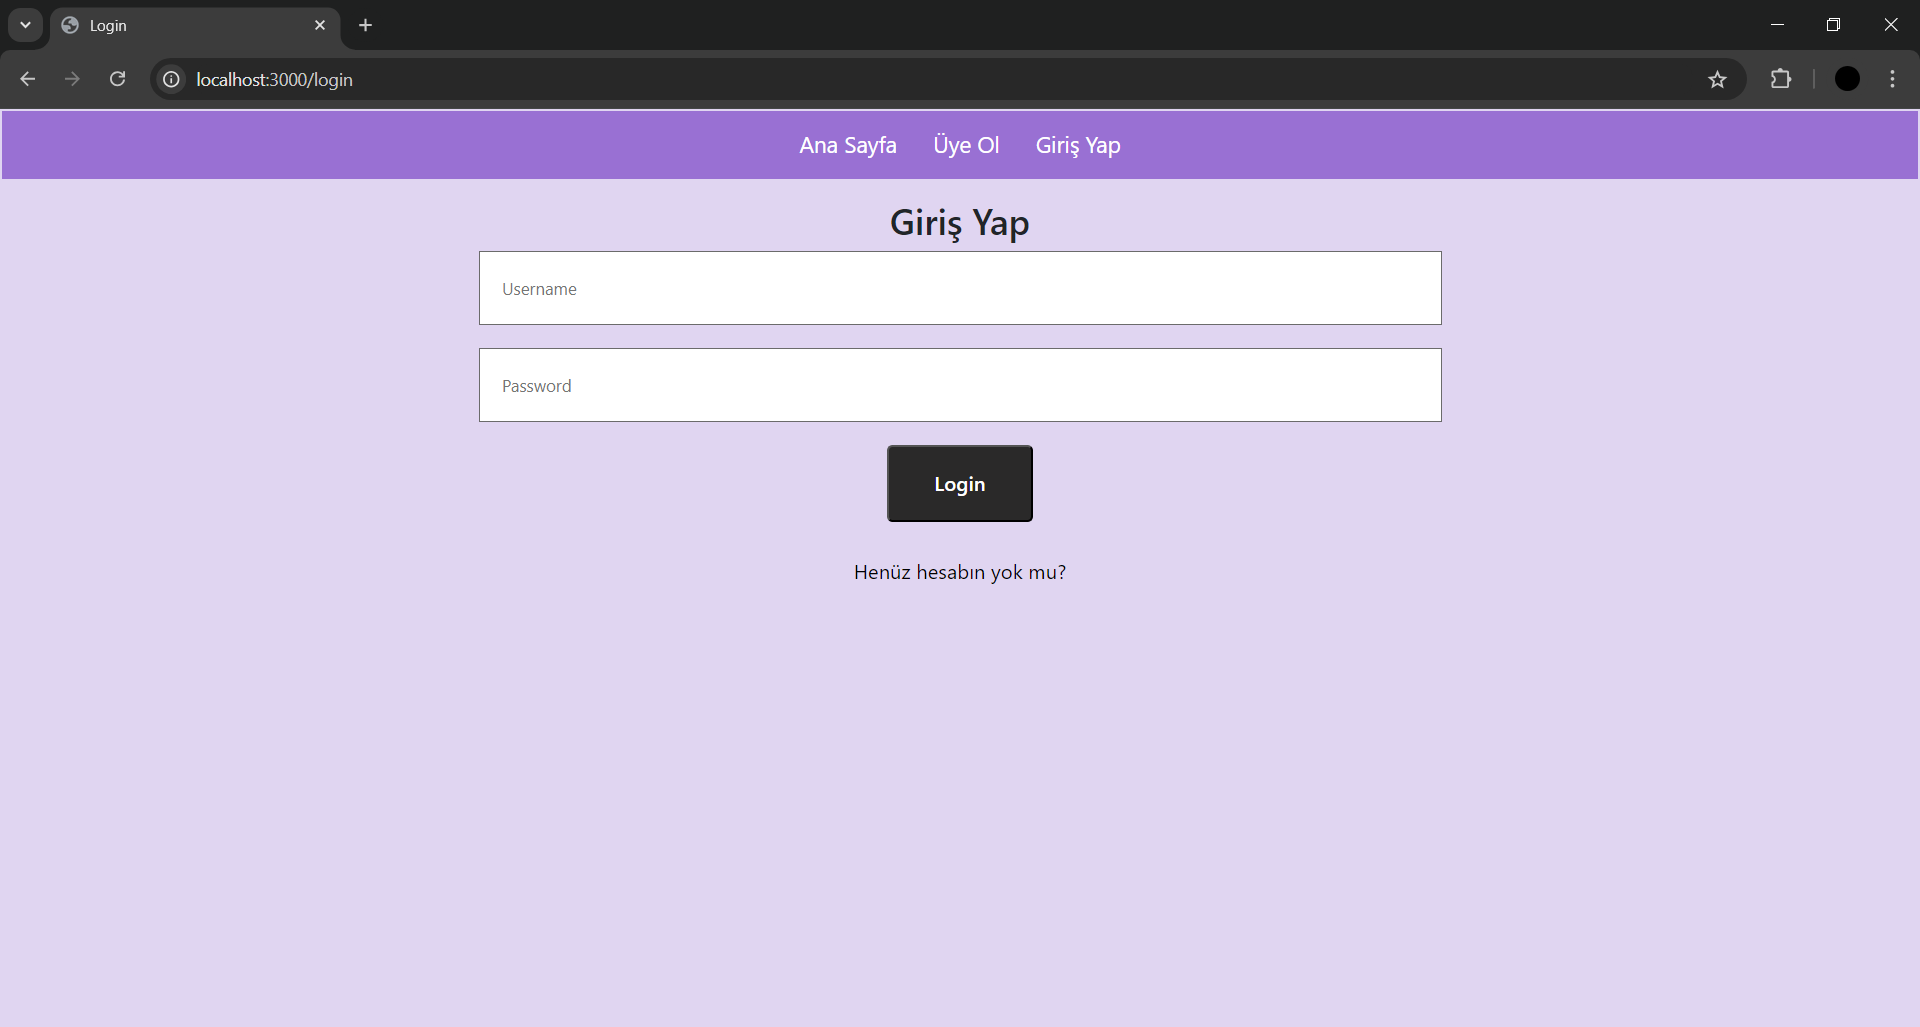 Login
localhost:3000/login
Ana Sayfa Üye Ol Giriş Yap
Giriş Yap
Username
Password
Login
Henüz hesabın yok mu?